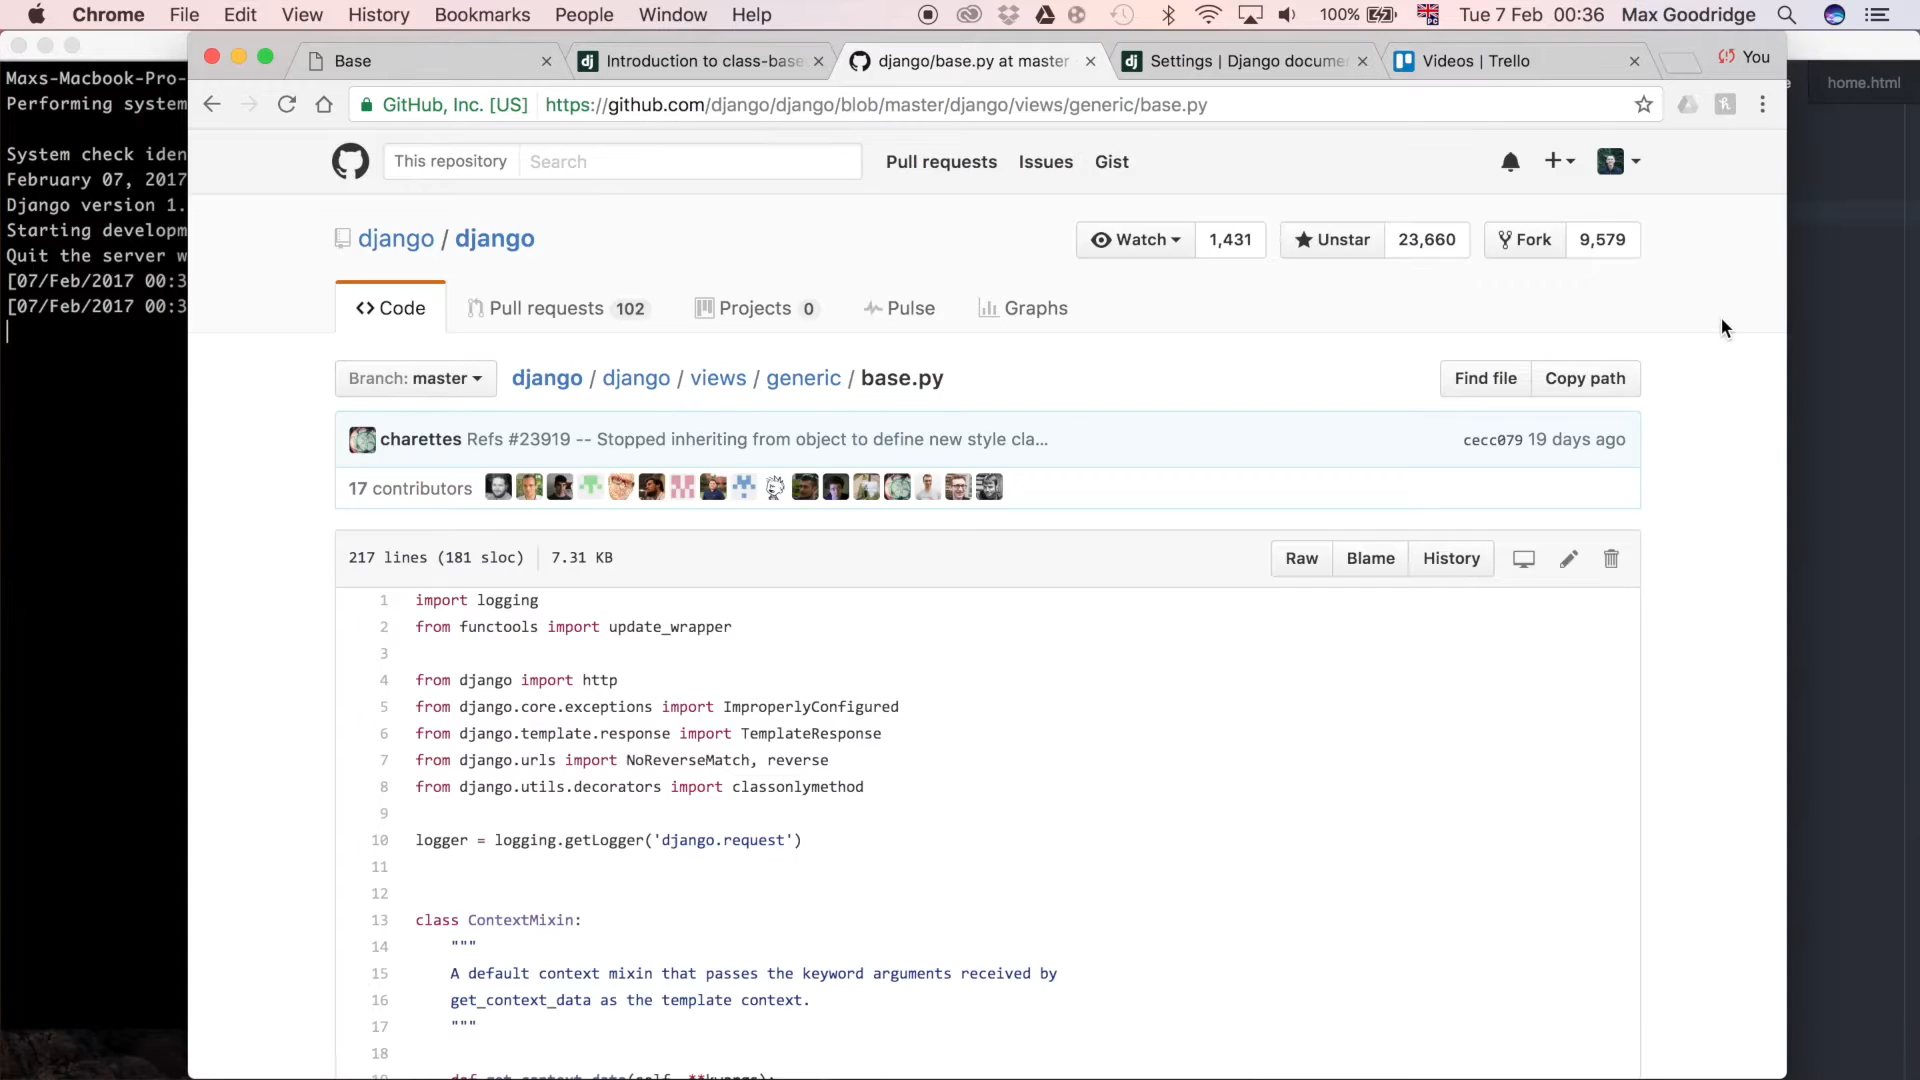 Chrome File Edit View History Bookmarks People Window Help 100% Tue 7 Feb 00:36 Max Goodridge
Base Introduction to class-base django/base.py at master Settings | Django docume Videos | Trello You
GitHub, Inc. [US] https://github.com/django/django/blob/master/django/views/generic/base.py
home.html
Maxs-Macbook-Pro-
Performing system
System check iden
February 07, 2017
Django version 1.
Starting developm
Quit the server w
[07/Feb/2017 00:3
[07/Feb/2017 00:3
This repository Search Pull requests Issues Gist
django / django Watch 1,431 Unstar 23,660 Fork 9,579
Code Pull requests 102 Projects 0 Pulse Graphs
Branch: master django / django / views / generic / base.py Find file Copy path
charettes Refs #23919 -- Stopped inheriting from object to define new style cla... cecc079 19 days ago
17 contributors
217 lines (181 sloc) 7.31 KB Raw Blame History
1 import logging
2 from functools import update_wrapper
3
4 from django import http
5 from django.core.exceptions import ImproperlyConfigured
6 from django.template.response import TemplateResponse
7 from django.urls import NoReverseMatch, reverse
8 from django.utils.decorators import classonlymethod
9
10 logger = logging.getLogger('django.request')
11
12
13 class ContextMixin:
14 """
15 A default context mixin that passes the keyword arguments received by
16 get_context_data as the template context.
17 """
18
19 def get_context_data(self, **kwargs):